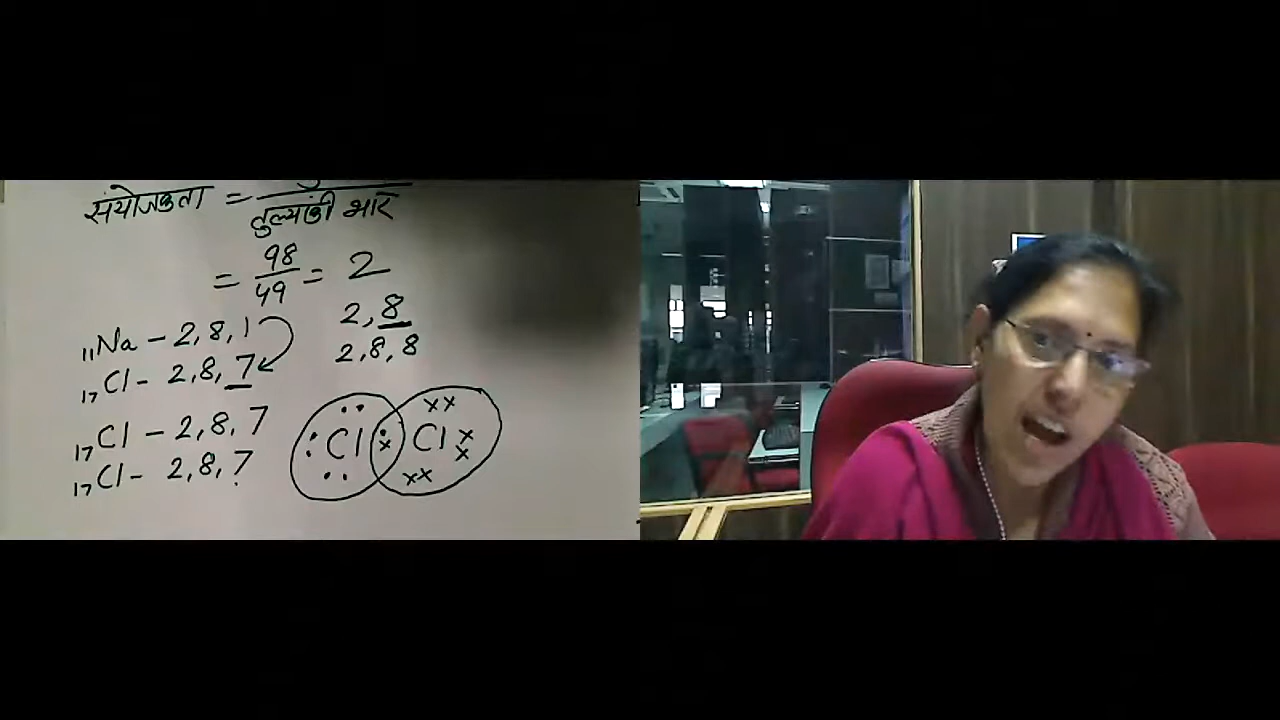 संयोजकता = तुल्यांकी भार
= 98/49 = 2
₁₁Na - 2,8,1 2,8
₁₇Cl - 2,8,7 2,8,8
₁₇Cl - 2,8,7
₁₇Cl - 2,8,7
Cl Cl